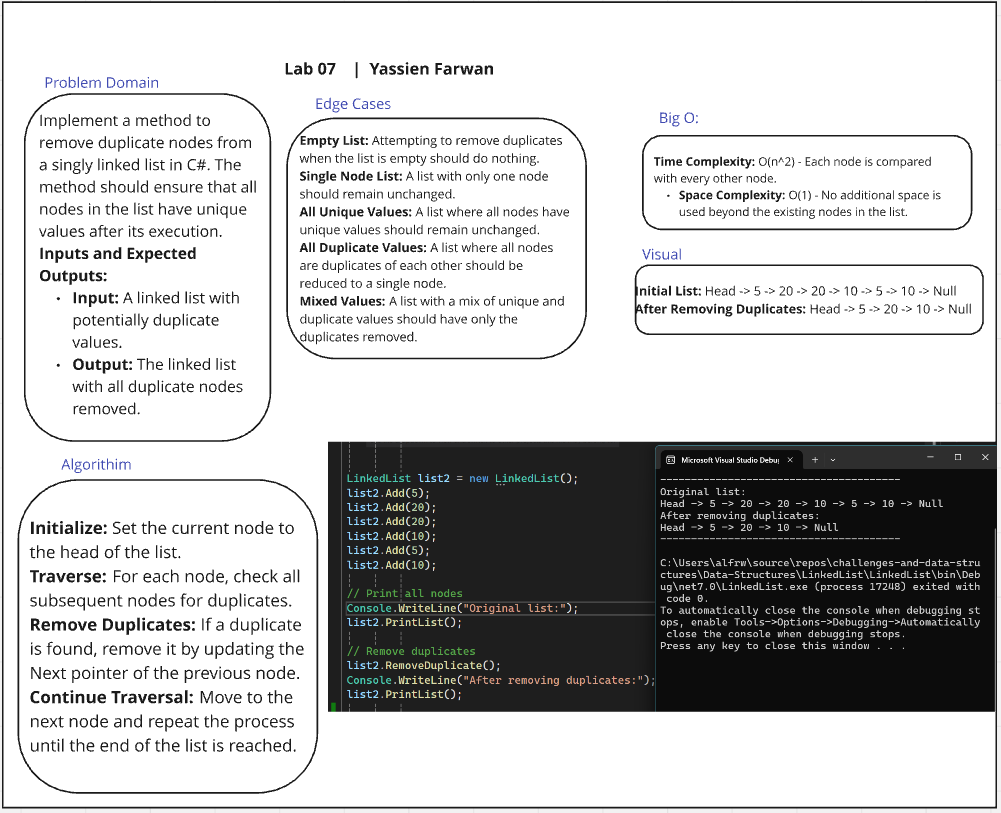 Lab 07 | Yassien Farwan
Problem Domain
Implement a method to
remove duplicate nodes from
a singly linked list in C#. The
method should ensure that all
nodes in the list have unique
values after its execution.
Inputs and Expected
Outputs:
• Input: A linked list with
potentially duplicate
values.
• Output: The linked list
with all duplicate nodes
removed.
Edge Cases
Empty List: Attempting to remove duplicates
when the list is empty should do nothing.
Single Node List: A list with only one node
should remain unchanged.
All Unique Values: A list where all nodes have
unique values should remain unchanged.
All Duplicate Values: A list where all nodes
are duplicates of each other should be
reduced to a single node.
Mixed Values: A list with a mix of unique and
duplicate values should have only the
duplicates removed.
Big O:
Time Complexity: O(n^2) - Each node is compared
with every other node.
• Space Complexity: O(1) - No additional space is
used beyond the existing nodes in the list.
Visual
Initial List: Head -> 5 -> 20 -> 20 -> 10 -> 5 -> 10 -> Null
After Removing Duplicates: Head -> 5 -> 20 -> 10 -> Null
Algorithim
Initialize: Set the current node to
the head of the list.
Traverse: For each node, check all
subsequent nodes for duplicates.
Remove Duplicates: If a duplicate
is found, remove it by updating the
Next pointer of the previous node.
Continue Traversal: Move to the
next node and repeat the process
until the end of the list is reached.
LinkedList list2 = new LinkedList();
list2.Add(5);
list2.Add(20);
list2.Add(20);
list2.Add(10);
list2.Add(5);
list2.Add(10);
// Print all nodes
Console.WriteLine("Original list:");
list2.PrintList();
// Remove duplicates
list2.RemoveDuplicate();
Console.WriteLine("After removing duplicates:");
list2.PrintList();
Microsoft Visual Studio Debug
---------------------------------------
Original list:
Head -> 5 -> 20 -> 20 -> 10 -> 5 -> 10 -> Null
After removing duplicates:
Head -> 5 -> 20 -> 10 -> Null
---------------------------------------
C:\Users\alfrw\source\repos\challenges-and-data-stru
ctures\Data-Structures\LinkedList\LinkedList\bin\Deb
ug\net7.0\LinkedList.exe (process 17248) exited with
code 0.
To automatically close the console when debugging st
ops, enable Tools->Options->Debugging->Automatically
close the console when debugging stops.
Press any key to close this window . . .